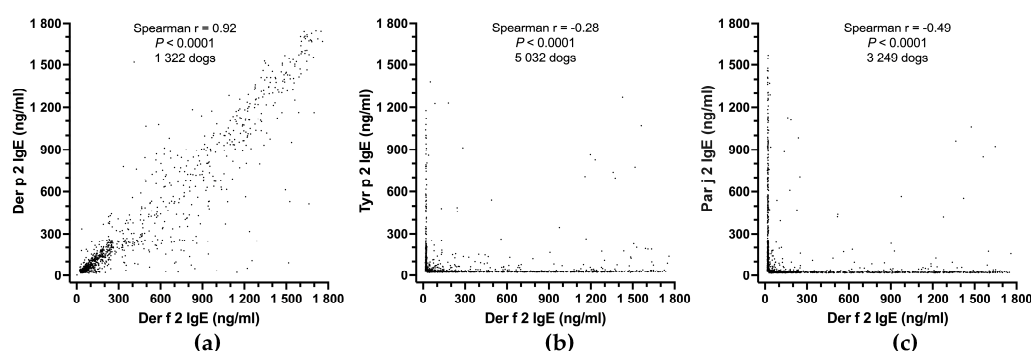 Spearman r = 0.92
P < 0.0001
1 322 dogs
1 800
1 500
1 200
900
600
300
0
Der p 2 IgE (ng/ml)
0 300 600 900 1 200 1 500 1 800
Der f 2 IgE (ng/ml)
(a)
Spearman r = -0.28
P < 0.0001
5 032 dogs
1 800
1 500
1 200
900
600
300
0
Tyr p 2 IgE (ng/ml)
0 300 600 900 1 200 1 500 1 800
Der f 2 IgE (ng/ml)
(b)
Spearman r = -0.49
P < 0.0001
3 249 dogs
1 800
1 500
1 200
900
600
300
0
Par j 2 IgE (ng/ml)
0 300 600 900 1 200 1 500 1 800
Der f 2 IgE (ng/ml)
(c)